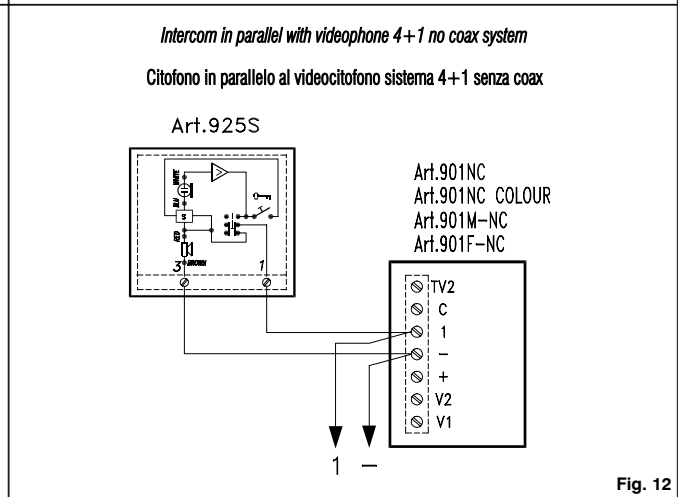 Intercom in parallel with videophone 4+1 no coax system
Citofono in parallelo al videocitofono sistema 4+1 senza coax
Art.925S
WHITE
BLU
S
RED
BROWN
3
1
Art.901NC
Art.901NC COLOUR
Art.901M-NC
Art.901F-NC
TV2
C
1
–
+
V2
V1
1 –
Fig. 12